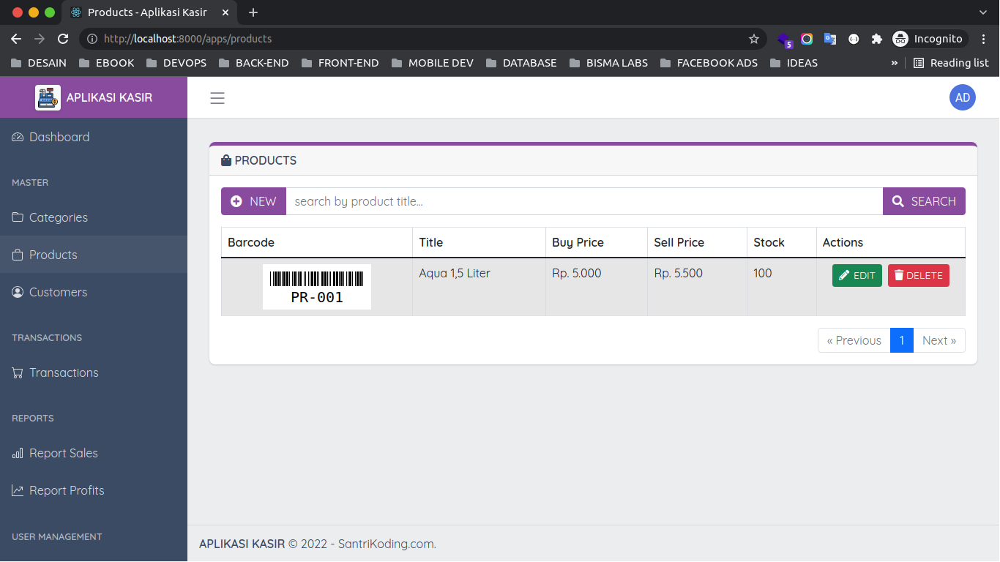 Products - Aplikasi Kasir
http://localhost:8000/apps/products
5
Incognito
DESAIN EBOOK DEVOPS BACK-END FRONT-END MOBILE DEV DATABASE BISMA LABS FACEBOOK ADS IDEAS » Reading list
APLIKASI KASIR
AD
Dashboard
MASTER
Categories
Products
Customers
TRANSACTIONS
Transactions
REPORTS
Report Sales
Report Profits
USER MANAGEMENT
PRODUCTS
NEW search by product title... SEARCH
Barcode Title Buy Price Sell Price Stock Actions
PR-001 Aqua 1,5 Liter Rp. 5.000 Rp. 5.500 100 EDIT DELETE
« Previous 1 Next »
APLIKASI KASIR © 2022 - SantriKoding.com.